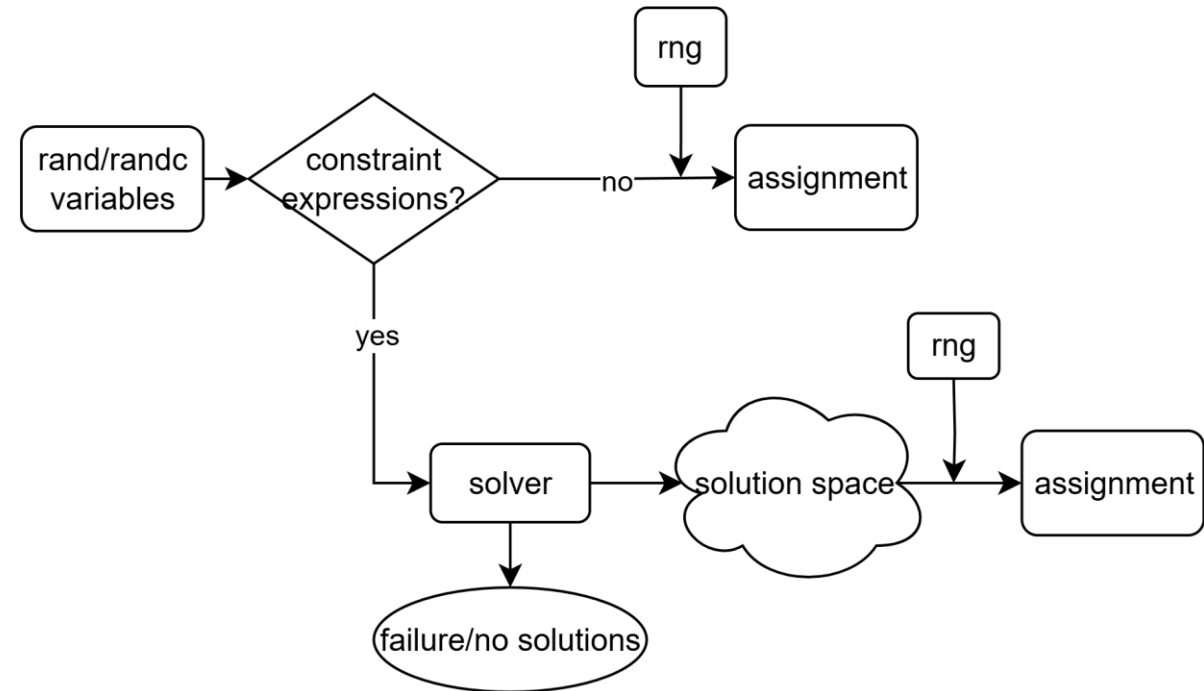 rng
rand/randc
variables
constraint
expressions?
no
assignment
yes
rng
solver
solution space
assignment
failure/no solutions